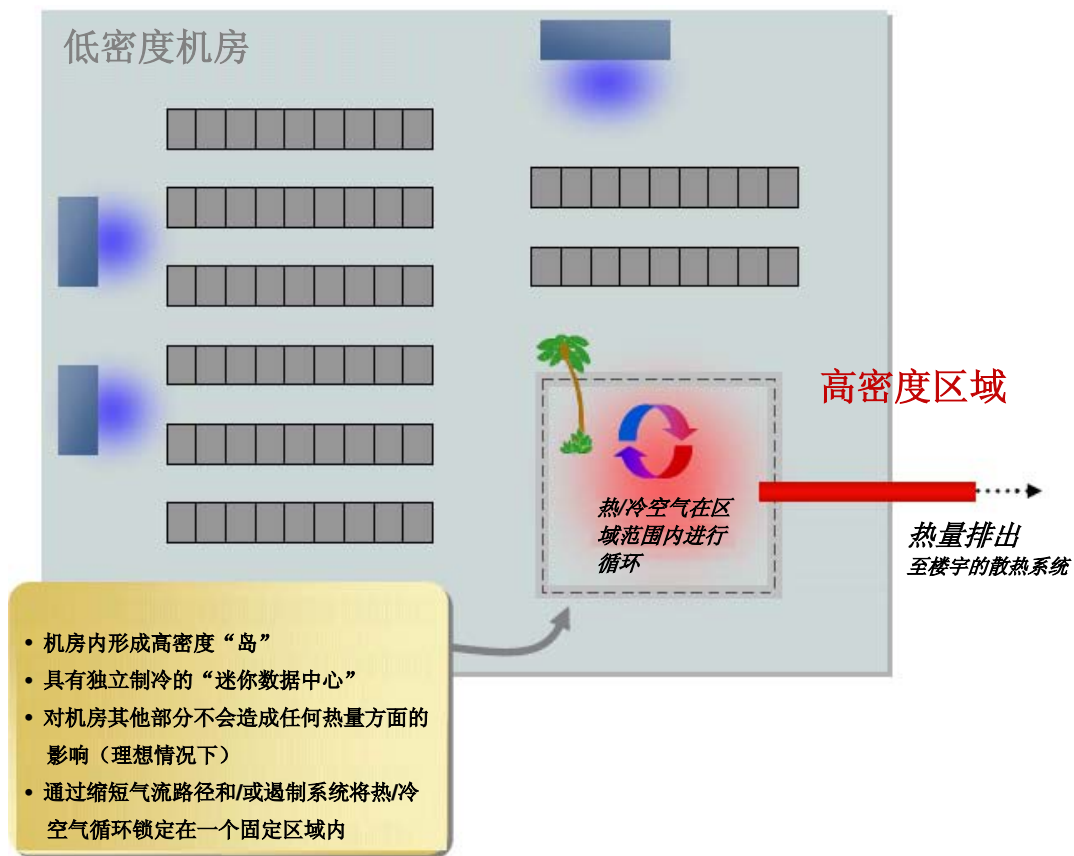 低密度机房
高密度区域
热/冷空气在区
域范围内进行
循环
热量排出
至楼宇的散热系统
• 机房内形成高密度“岛”
• 具有独立制冷的“迷你数据中心”
• 对机房其他部分不会造成任何热量方面的
影响（理想情况下）
• 通过缩短气流路径和/或遏制系统将热/冷
空气循环锁定在一个固定区域内